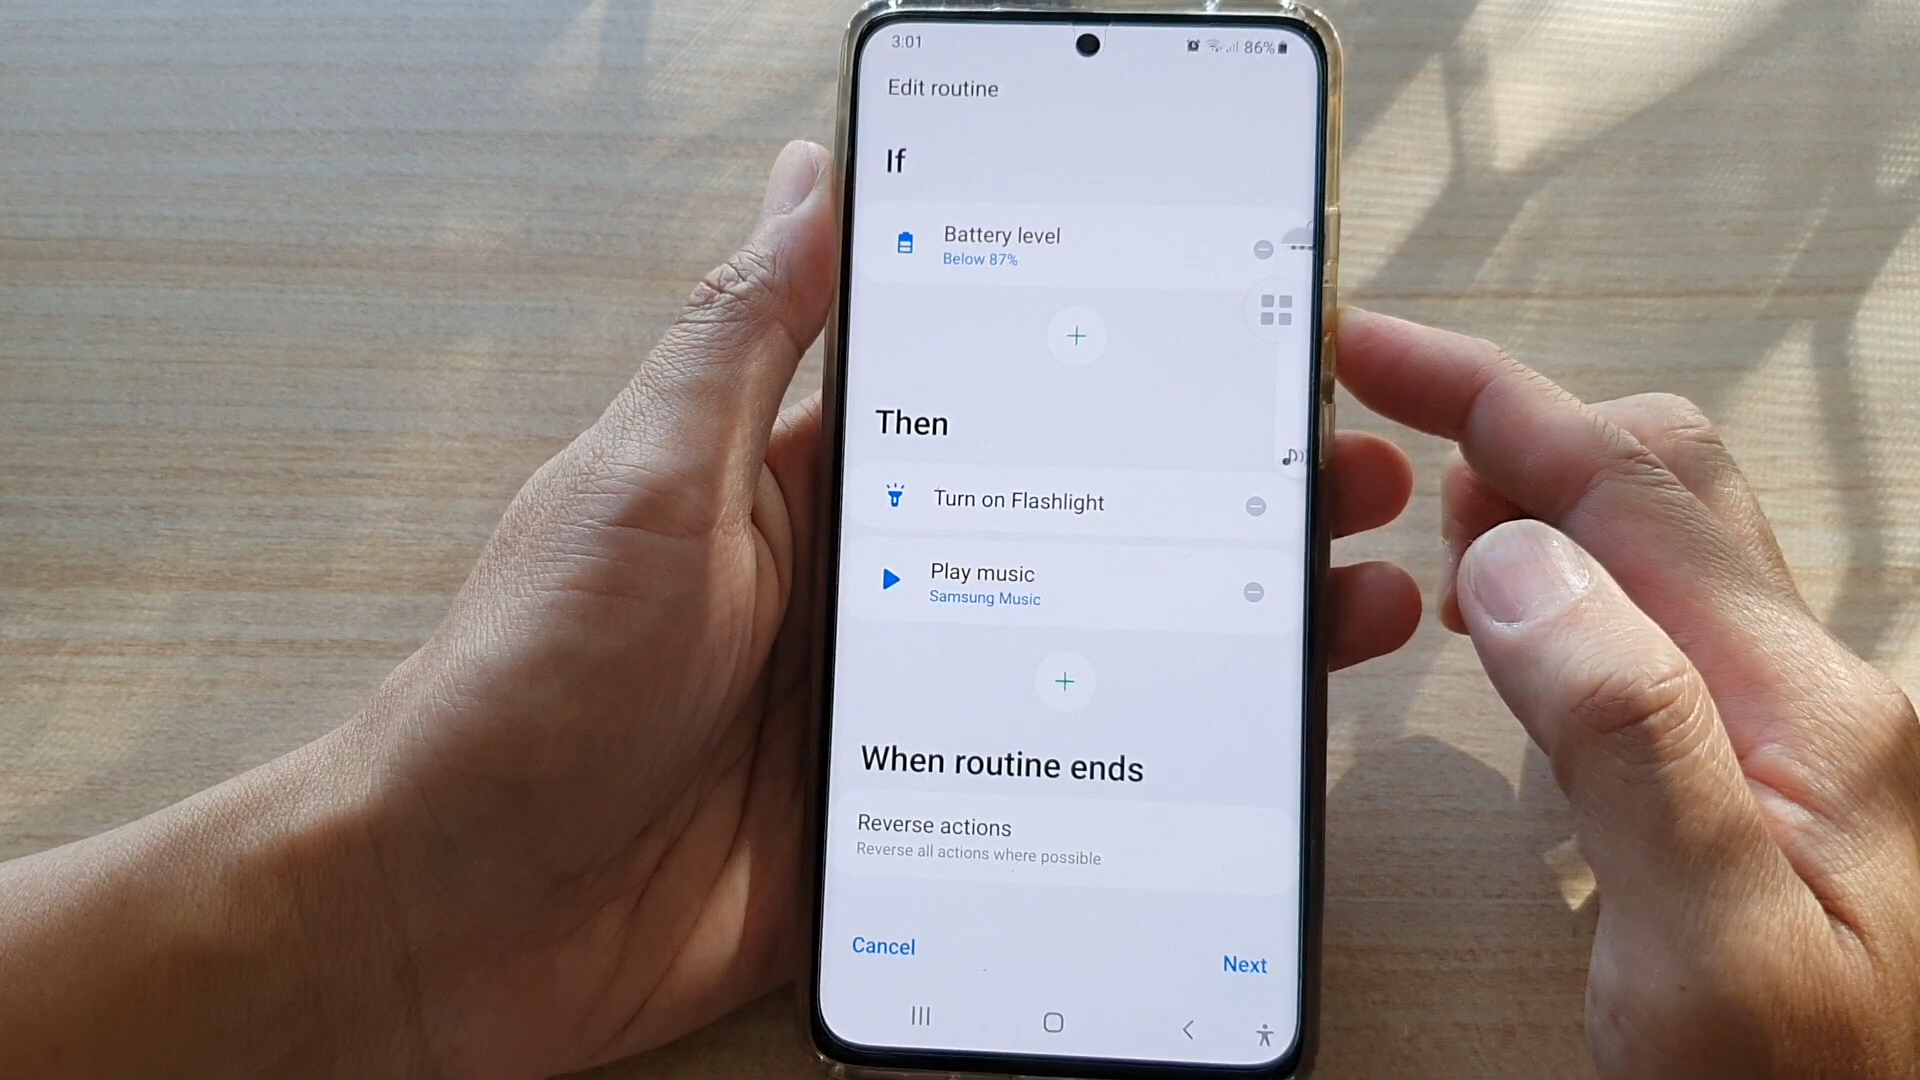 3:01
86%
Edit routine
If
Battery level
Below 87%
Then
Turn on Flashlight
Play music
Samsung Music
When routine ends
Reverse actions
Reverse all actions where possible
Cancel
Next